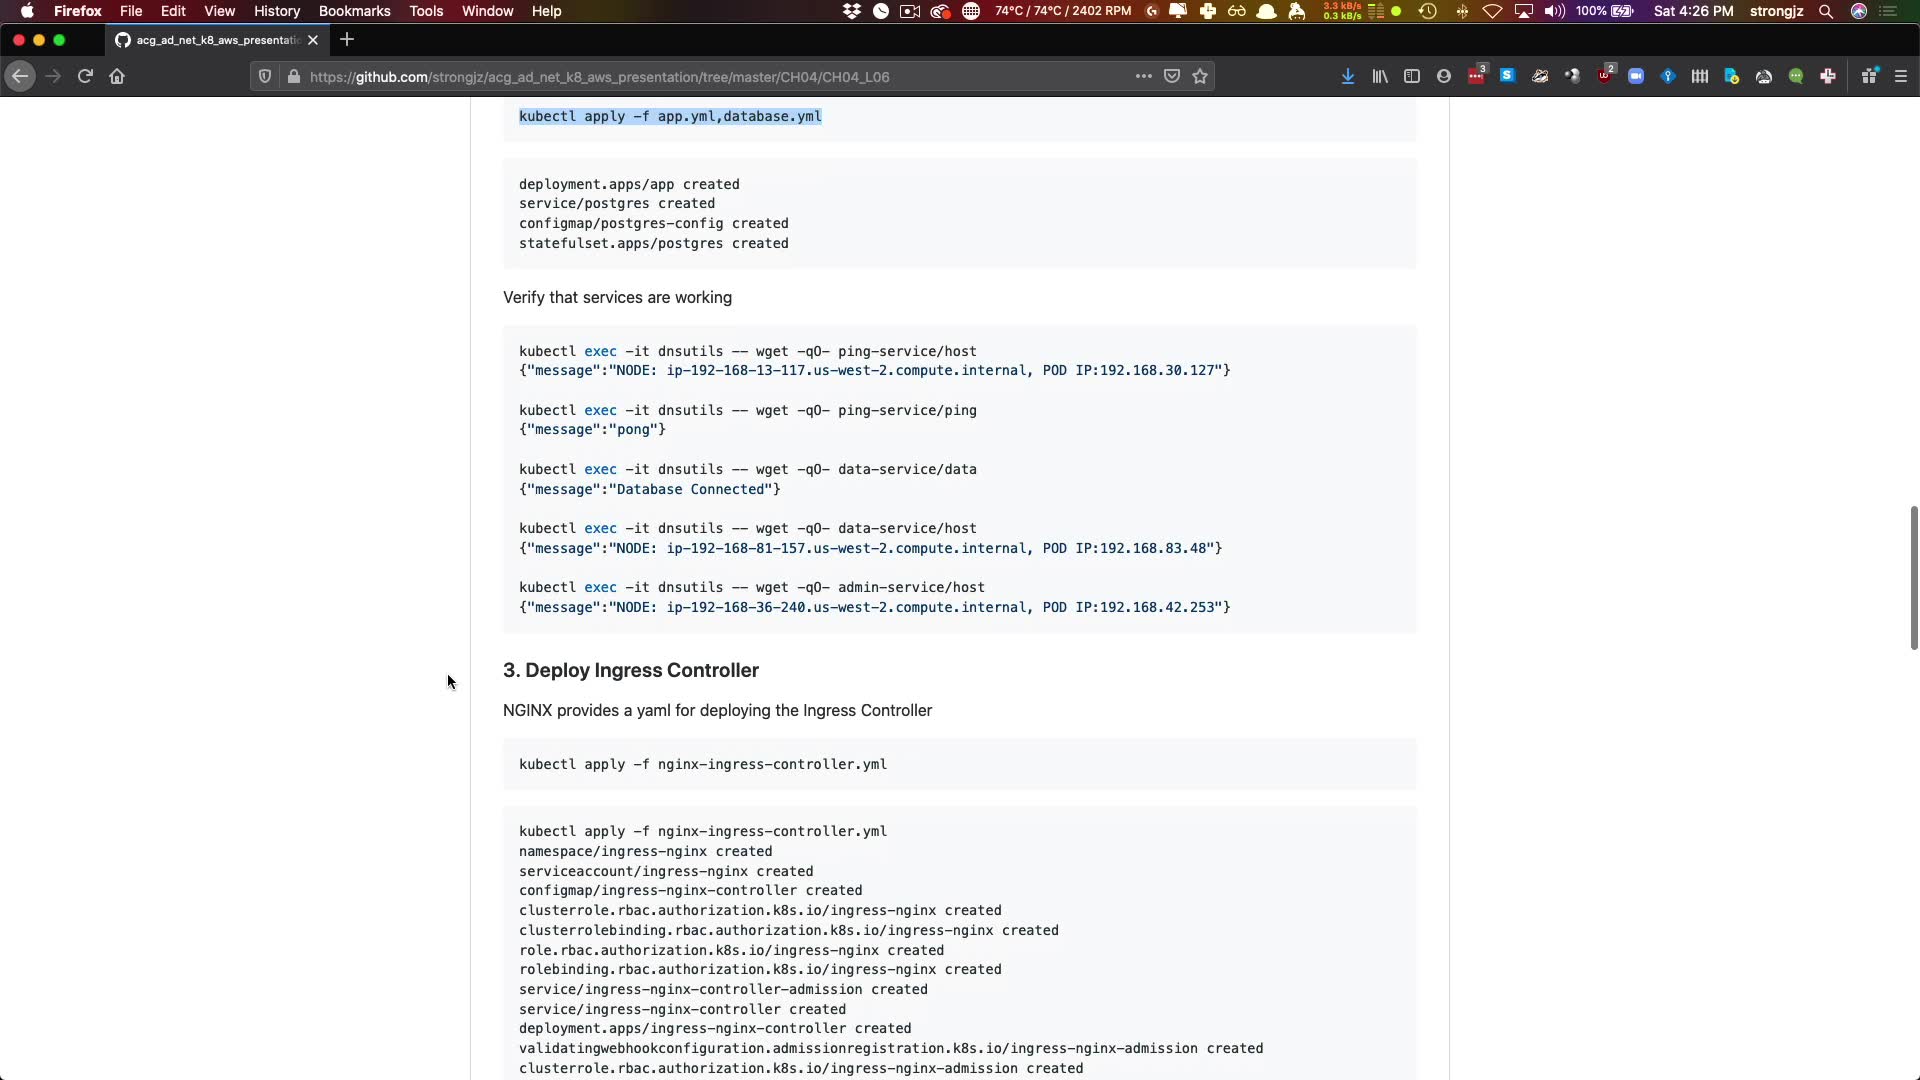 Firefox File Edit View History Bookmarks Tools Window Help 74°C / 74°C / 2402 RPM 3.3 kB/s 0.3 kB/s 100% Sat 4:26 PM strongjz
acg_ad_net_k8_aws_presentatio
https://github.com/strongjz/acg_ad_net_k8_aws_presentation/tree/master/CH04/CH04_L06 3 2
kubectl apply -f app.yml,database.yml
deployment.apps/app created
service/postgres created
configmap/postgres-config created
statefulset.apps/postgres created
Verify that services are working
kubectl exec -it dnsutils -- wget -qO- ping-service/host
{"message":"NODE: ip-192-168-13-117.us-west-2.compute.internal, POD IP:192.168.30.127"}
kubectl exec -it dnsutils -- wget -qO- ping-service/ping
{"message":"pong"}
kubectl exec -it dnsutils -- wget -qO- data-service/data
{"message":"Database Connected"}
kubectl exec -it dnsutils -- wget -qO- data-service/host
{"message":"NODE: ip-192-168-81-157.us-west-2.compute.internal, POD IP:192.168.83.48"}
kubectl exec -it dnsutils -- wget -qO- admin-service/host
{"message":"NODE: ip-192-168-36-240.us-west-2.compute.internal, POD IP:192.168.42.253"}
3. Deploy Ingress Controller
NGINX provides a yaml for deploying the Ingress Controller
kubectl apply -f nginx-ingress-controller.yml
kubectl apply -f nginx-ingress-controller.yml
namespace/ingress-nginx created
serviceaccount/ingress-nginx created
configmap/ingress-nginx-controller created
clusterrole.rbac.authorization.k8s.io/ingress-nginx created
clusterrolebinding.rbac.authorization.k8s.io/ingress-nginx created
role.rbac.authorization.k8s.io/ingress-nginx created
rolebinding.rbac.authorization.k8s.io/ingress-nginx created
service/ingress-nginx-controller-admission created
service/ingress-nginx-controller created
deployment.apps/ingress-nginx-controller created
validatingwebhookconfiguration.admissionregistration.k8s.io/ingress-nginx-admission created
clusterrole.rbac.authorization.k8s.io/ingress-nginx-admission created